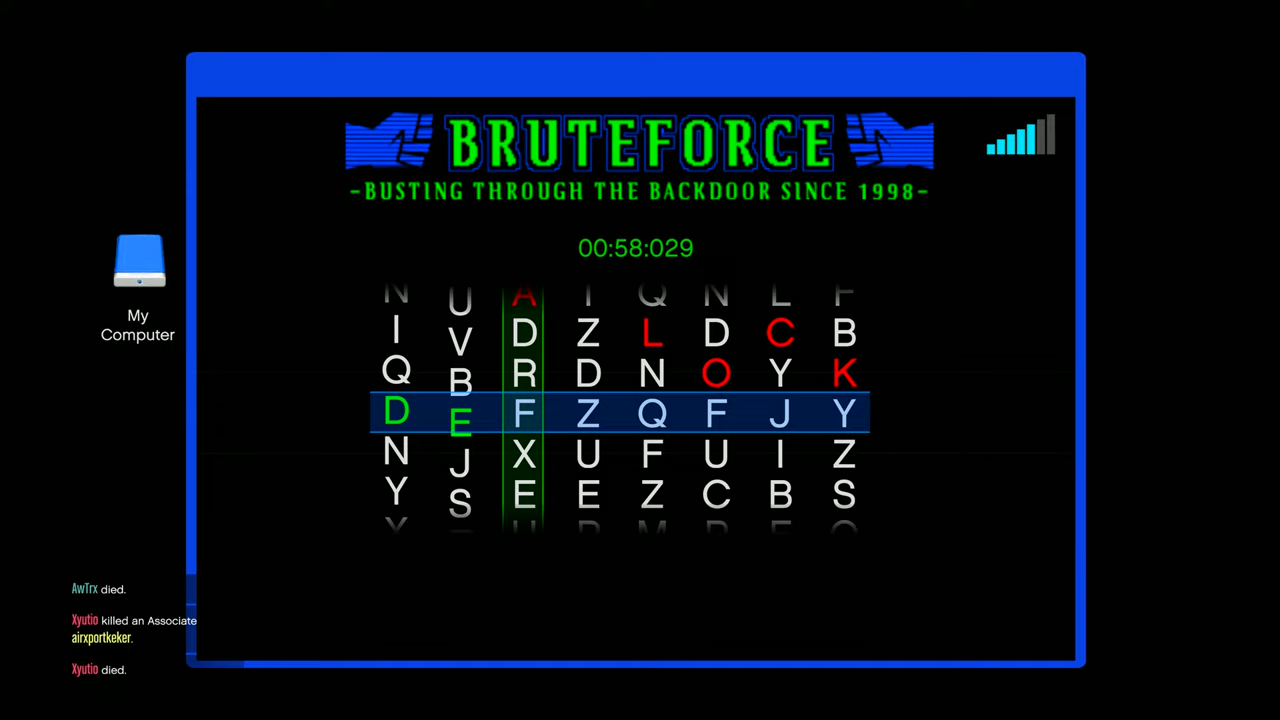 BRUTEFORCE
-BUSTING THROUGH THE BACKDOOR SINCE 1998-
00:58:029
My
Computer
N U A I Q N L F
I V D Z L D C B
Q B R D N O Y K
D E F Z Q F J Y
N J X U F U I Z
Y S E E Z C B S
AwTrx died.
Xyutio killed an Associate
airxportkeker.
Xyutio died.